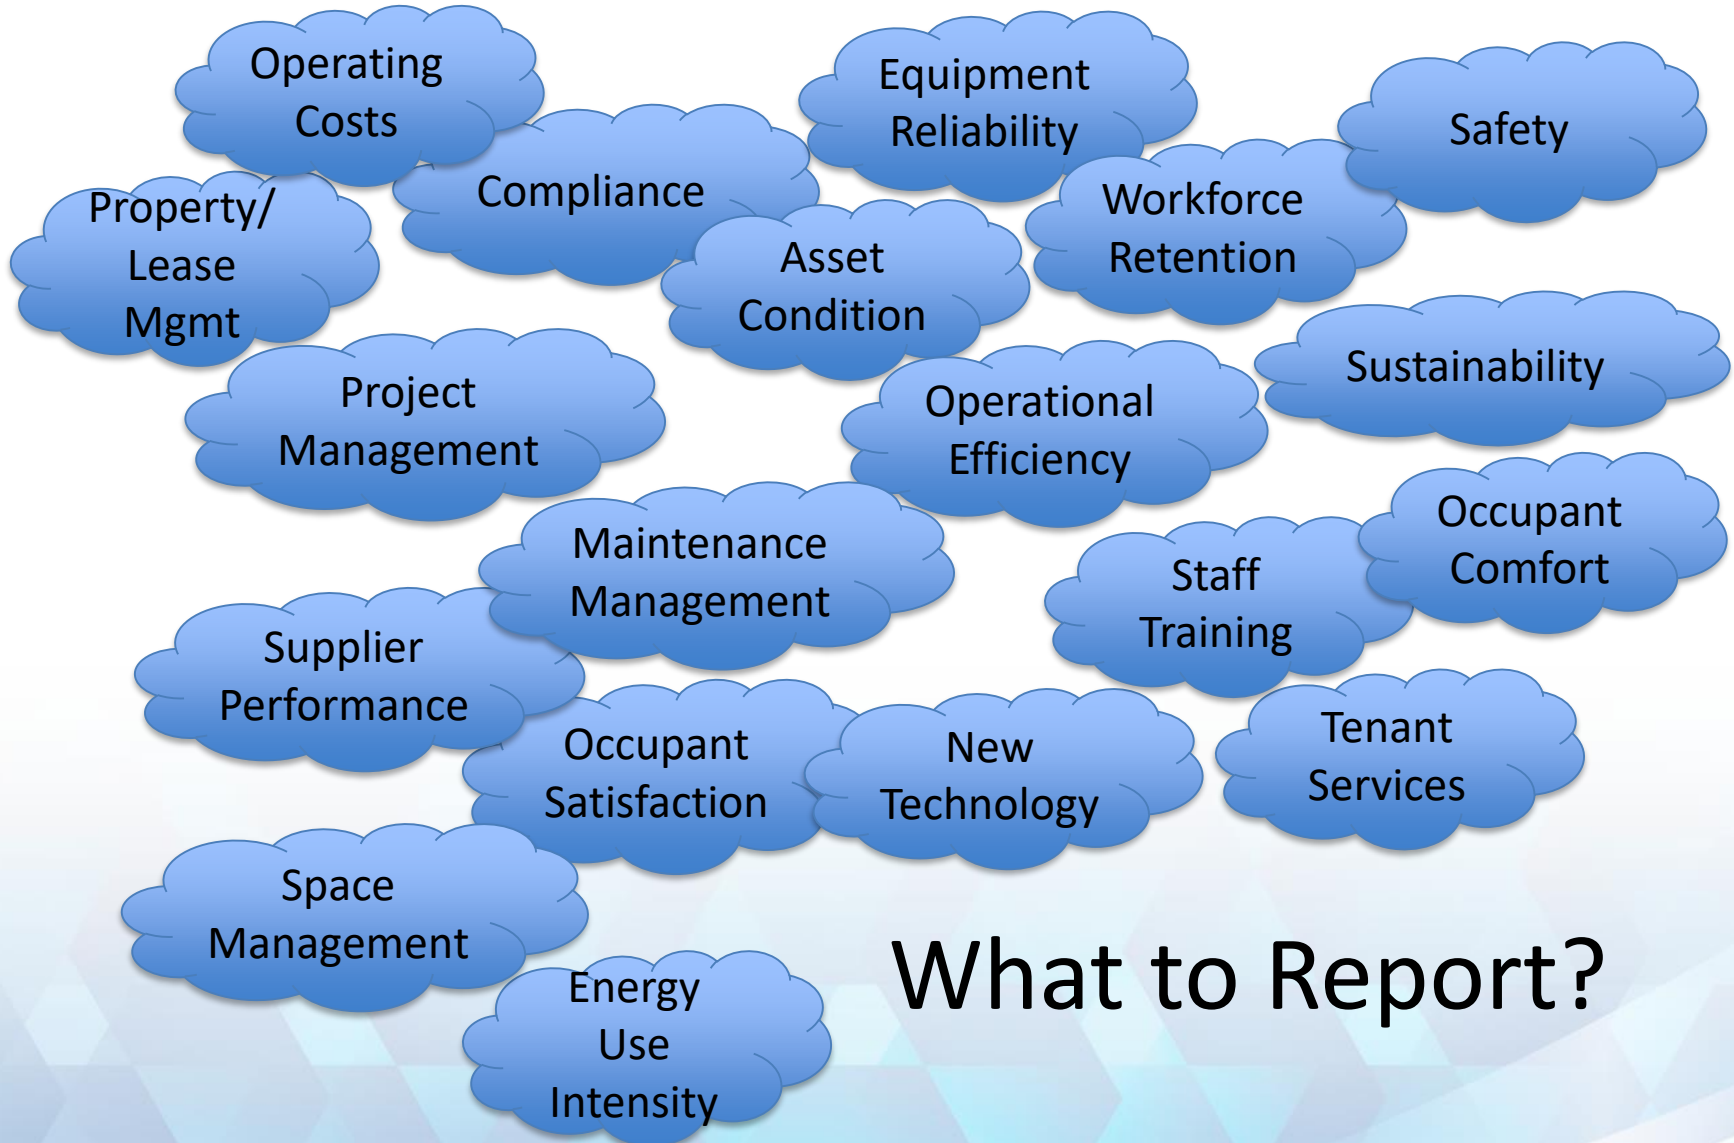 Operating
Costs
Equipment
Reliability
Safety
Compliance
Property/
Lease
Mgmt
Workforce
Retention
Asset
Condition
Project
Management
Operational
Efficiency
Sustainability
Maintenance
Management
Occupant
Comfort
Staff
Training
Supplier
Performance
Occupant
Satisfaction
New
Technology
Tenant
Services
Space
Management
Energy
Use
Intensity
What to Report?